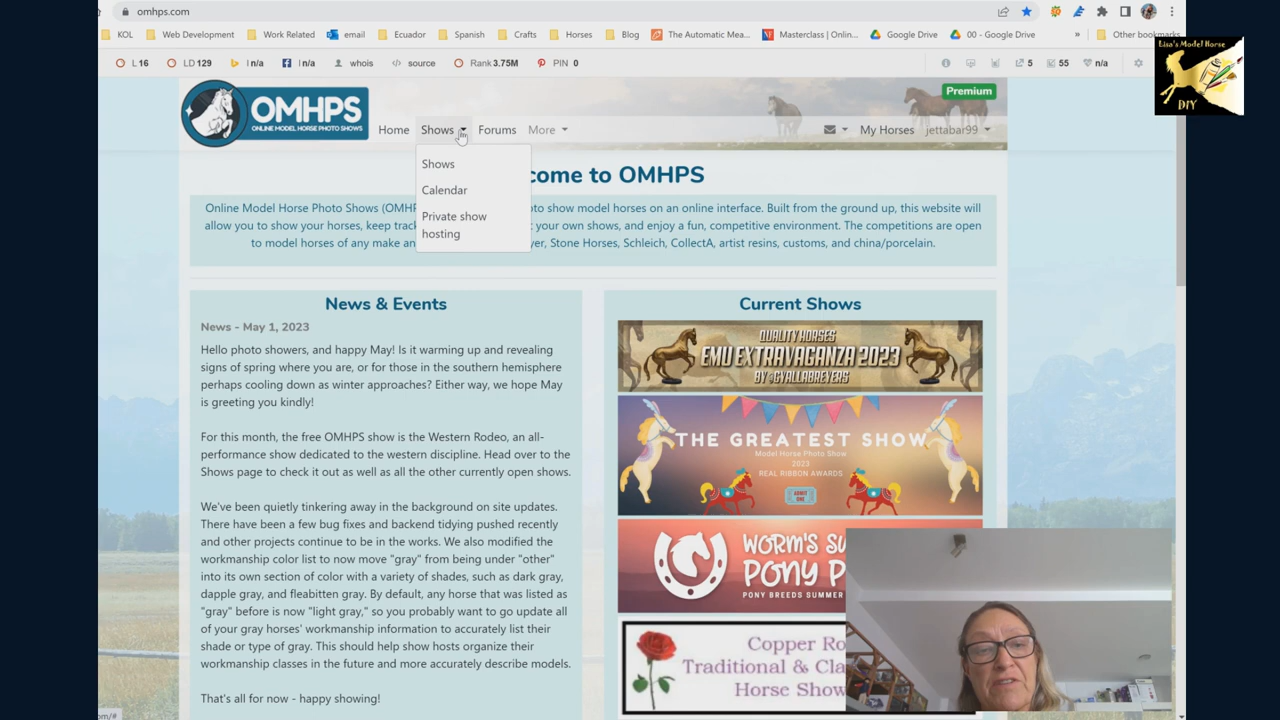 omhps.com
KOL Web Development Work Related email Ecuador Spanish Crafts Horses Blog The Automatic Mea... Masterclass | Onlin... Google Drive 00 - Google Drive » Other bookmarks
L 16 LD 129 I n/a I n/a whois source Rank 3.75M PIN 0 5 55 n/a
Lisa's Model Horse
DIY
OMHPS
ONLINE MODEL HORSE PHOTO SHOWS
Premium
Home Shows Forums More My Horses jettabar99
Shows
Calendar
Private show
hosting
come to OMHPS
Online Model Horse Photo Shows (OMHP oto show model horses on an online interface. Built from the ground up, this website will
allow you to show your horses, keep track t your own shows, and enjoy a fun, competitive environment. The competitions are open
to model horses of any make an yer, Stone Horses, Schleich, CollectA, artist resins, customs, and china/porcelain.
News & Events
News - May 1, 2023
Hello photo showers, and happy May! Is it warming up and revealing
signs of spring where you are, or for those in the southern hemisphere
perhaps cooling down as winter approaches? Either way, we hope May
is greeting you kindly!
For this month, the free OMHPS show is the Western Rodeo, an all-
performance show dedicated to the western discipline. Head over to the
Shows page to check it out as well as all the other currently open shows.
We've been quietly tinkering away in the background on site updates.
There have been a few bug fixes and backend tidying pushed recently
and other projects continue to be in the works. We also modified the
workmanship color list to now move "gray" from being under "other"
into its own section of color with a variety of shades, such as dark gray,
dapple gray, and fleabitten gray. By default, any horse that was listed as
"gray" before is now "light gray," so you probably want to go update all
of your gray horses' workmanship information to accurately list their
shade or type of gray. This should help show hosts organize their
workmanship classes in the future and more accurately describe models.
That's all for now - happy showing!
Current Shows
QUALITY HORSES
EMU EXTRAVAGANZA 2023
BY @GYALLABREYERS
THE GREATEST SHOW
Model Horse Photo Show
2023
REAL RIBBON AWARDS
ADMIT
ONE
WORM'S SU
PONY P
PONY BREEDS SUMMER
Copper Ro
Traditional & Cla
Horse Show
om/#